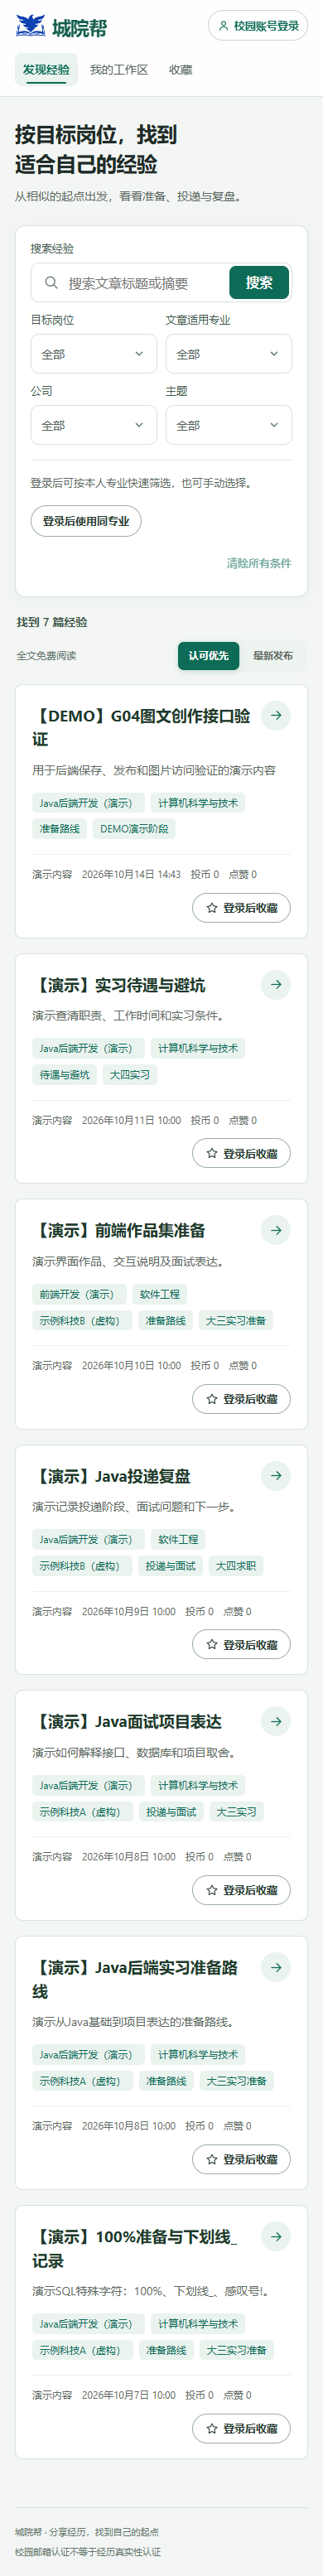 城院帮
校园账号登录
发现经验 我的工作区 收藏
按目标岗位，找到
适合自己的经验
从相似的起点出发，看看准备、投递与复盘。
搜索经验
搜索文章标题或摘要 搜索
目标岗位 文章适用专业
全部 全部
公司 主题
全部 全部
登录后可按本人专业快速筛选，也可手动选择。
登录后使用同专业
清除所有条件
找到 7 篇经验
全文免费阅读 认可优先 最新发布
【DEMO】G04图文创作接口验
证
用于后端保存、发布和图片访问验证的演示内容
Java后端开发（演示） 计算机科学与技术
准备路线 DEMO演示阶段
演示内容 2026年10月14日 14:43 投币 0 点赞 0
登录后收藏
【演示】实习待遇与避坑
演示查清职责、工作时间和实习条件。
Java后端开发（演示） 计算机科学与技术
待遇与避坑 大四实习
演示内容 2026年10月11日 10:00 投币 0 点赞 0
登录后收藏
【演示】前端作品集准备
演示界面作品、交互说明及面试表达。
前端开发（演示） 软件工程
示例科技B（虚构） 准备路线 大三实习准备
演示内容 2026年10月10日 10:00 投币 0 点赞 0
登录后收藏
【演示】Java投递复盘
演示记录投递阶段、面试问题和下一步。
Java后端开发（演示） 软件工程
示例科技B（虚构） 投递与面试 大四求职
演示内容 2026年10月9日 10:00 投币 0 点赞 0
登录后收藏
【演示】Java面试项目表达
演示如何解释接口、数据库和项目取舍。
Java后端开发（演示） 计算机科学与技术
示例科技A（虚构） 投递与面试 大三实习
演示内容 2026年10月8日 10:00 投币 0 点赞 0
登录后收藏
【演示】Java后端实习准备路
线
演示从Java基础到项目表达的准备路线。
Java后端开发（演示） 计算机科学与技术
示例科技A（虚构） 准备路线 大三实习准备
演示内容 2026年10月8日 10:00 投币 0 点赞 0
登录后收藏
【演示】100%准备与下划线_
记录
演示SQL特殊字符：100%、下划线_、感叹号!。
Java后端开发（演示） 计算机科学与技术
示例科技A（虚构） 准备路线 大三实习准备
演示内容 2026年10月7日 10:00 投币 0 点赞 0
登录后收藏
城院帮 · 分享经历，找到自己的起点
校园邮箱认证不等于经历真实性认证